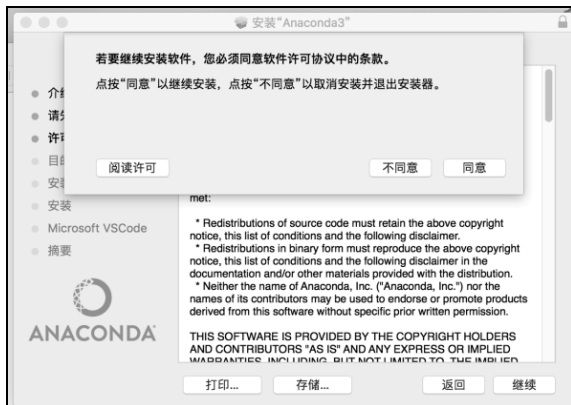 安装"Anaconda3"
若要继续安装软件，您必须同意软件许可协议中的条款。
点按"同意"以继续安装，点按"不同意"以取消安装并退出安装器。
阅读许可
不同意
同意
安装
Microsoft VSCode
摘要
ANACONDA
met:
* Redistributions of source code must retain the above copyright
notice, this list of conditions and the following disclaimer.
* Redistributions in binary form must reproduce the above copyright
notice, this list of conditions and the following disclaimer in the
documentation and/or other materials provided with the distribution.
* Neither the name of Anaconda, Inc. ("Anaconda, Inc.") nor the
names of its contributors may be used to endorse or promote products
derived from this software without specific prior written permission.
THIS SOFTWARE IS PROVIDED BY THE COPYRIGHT HOLDERS
AND CONTRIBUTORS "AS IS" AND ANY EXPRESS OR IMPLIED
WARRANTIES, INCLUDING, BUT NOT LIMITED TO, THE IMPLIED
打印...
存储...
返回
继续